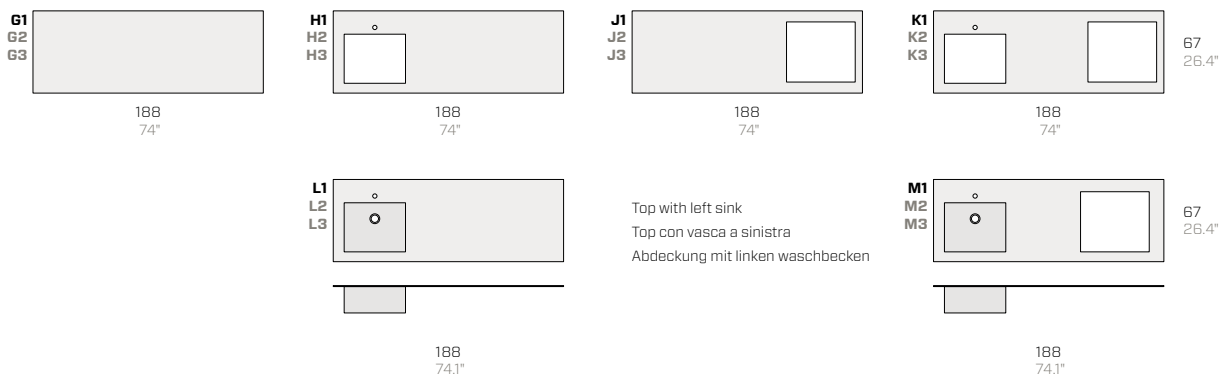 G1
G2
G3
188
74"
H1
H2
H3
188
74"
J1
J2
J3
188
74"
K1
K2
K3
188
74"
67
26.4"
L1
L2
L3
188
74.1"
Top with left sink
Top con vasca a sinistra
Abdeckung mit linken waschbecken
M1
M2
M3
188
74.1"
67
26.4"